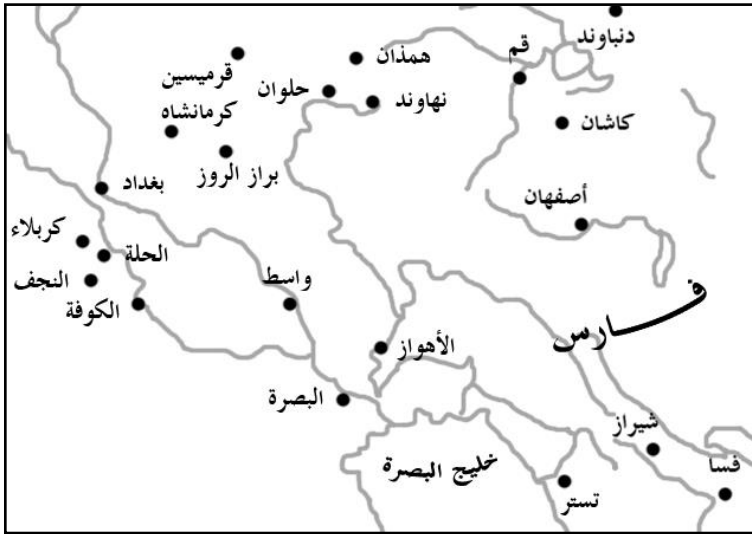 دنباوند
همذان
قم
قرميسين
حلوان
نهاوند
كرمانشاه
كاشان
براز الروز
بغداد
أصفهان
كربلاء
الحلة
النجف
واسط
الكوفة
فارس
الأهواز
البصرة
شيراز
خليج البصرة
فسا
تستر